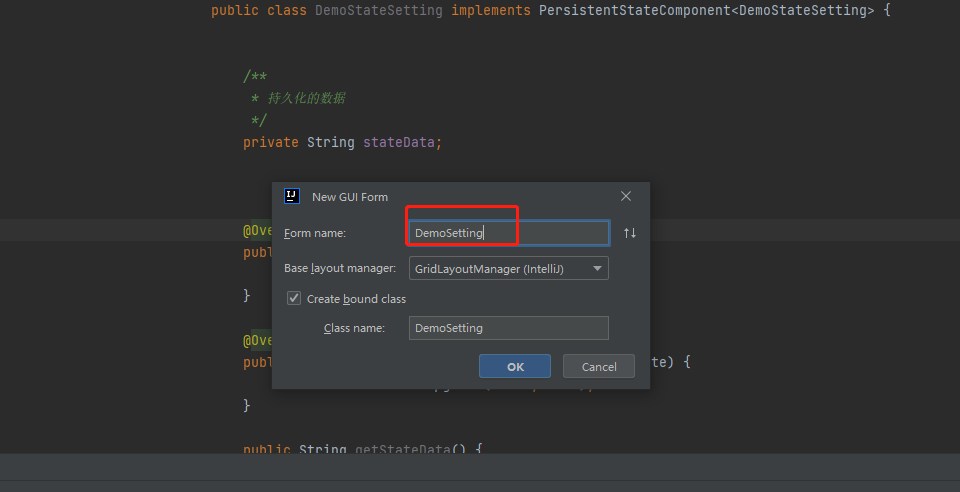 public class DemoStateSetting implements PersistentStateComponent<DemoStateSetting> {
/**
* 持久化的数据
*/
private String stateData;
IJ
New GUI Form
Form name:
DemoSetting
@Ove
publ
Base layout manager:
GridLayoutManager (IntelliJ)
}
Create bound class
Class name:
DemoSetting
@Ove
publ
te) {
OK
Cancel
}
public String getStateData() {